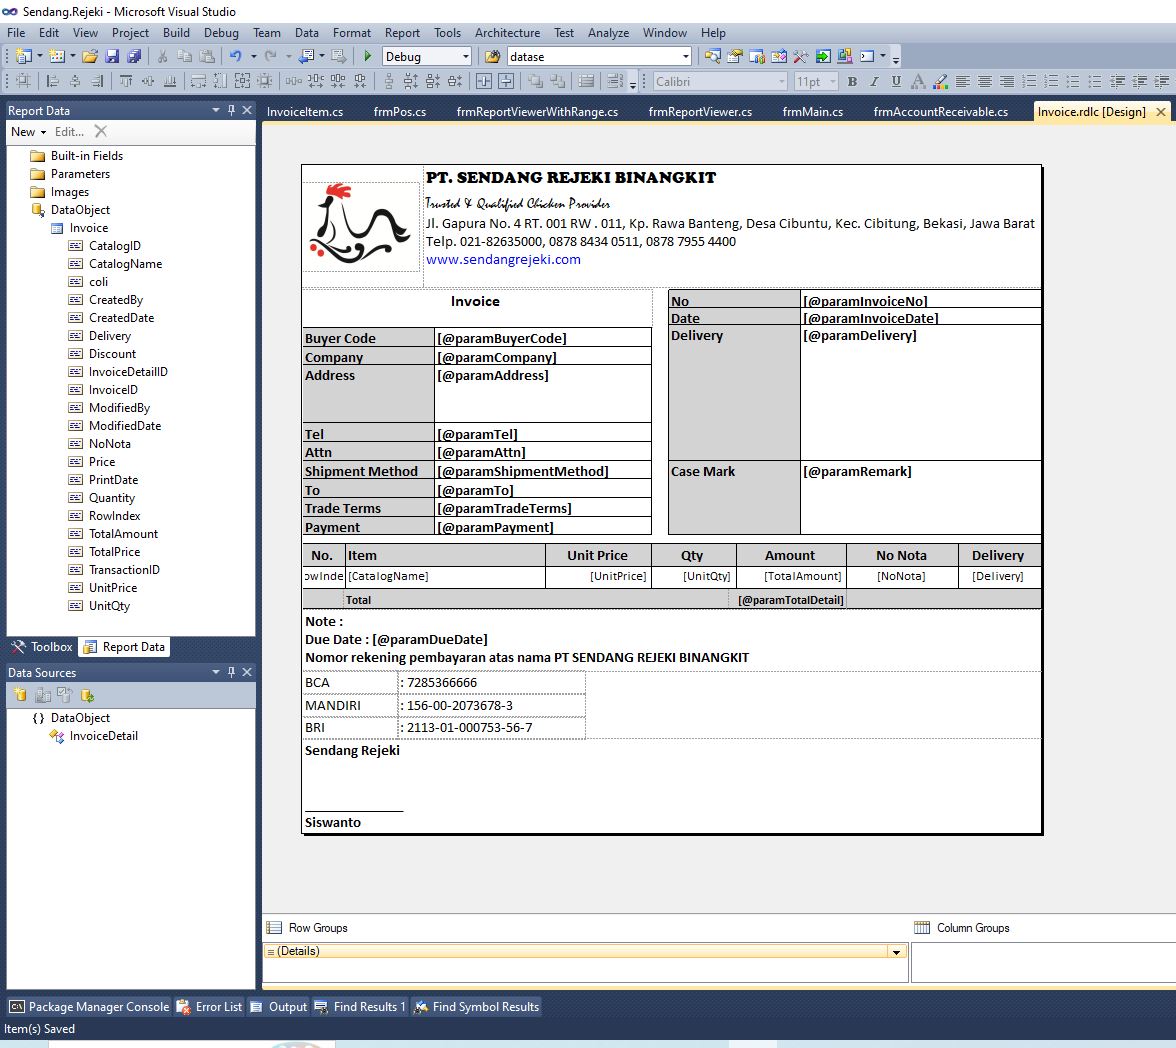 Sendang.Rejeki - Microsoft Visual Studio
File Edit View Project Build Debug Team Data Format Report Tools Architecture Test Analyze Window Help
Debug datase
Calibri 11pt B I U A
Report Data
InvoiceItem.cs frmPos.cs frmReportViewerWithRange.cs frmReportViewer.cs frmMain.cs frmAccountReceivable.cs Invoice.rdlc [Design]
New Edit...
Built-in Fields
Parameters
Images
DataObject
Invoice
CatalogID
CatalogName
coli
CreatedBy
CreatedDate
Delivery
Discount
InvoiceDetailID
InvoiceID
ModifiedBy
ModifiedDate
NoNota
Price
PrintDate
Quantity
RowIndex
TotalAmount
TotalPrice
TransactionID
UnitPrice
UnitQty
Toolbox Report Data
Data Sources
{ } DataObject
InvoiceDetail
PT. SENDANG REJEKI BINANGKIT
Trusted & Qualified Chicken Provider
Jl. Gapura No. 4 RT. 001 RW . 011, Kp. Rawa Banteng, Desa Cibuntu, Kec. Cibitung, Bekasi, Jawa Barat
Telp. 021-82635000, 0878 8434 0511, 0878 7955 4400
www.sendangrejeki.com
Invoice
Buyer Code [@paramBuyerCode]
Company [@paramCompany]
Address [@paramAddress]
Tel [@paramTel]
Attn [@paramAttn]
Shipment Method [@paramShipmentMethod]
To [@paramTo]
Trade Terms [@paramTradeTerms]
Payment [@paramPayment]
No [@paramInvoiceNo]
Date [@paramInvoiceDate]
Delivery [@paramDelivery]
Case Mark [@paramRemark]
No. Item Unit Price Qty Amount No Nota Delivery
owInde [CatalogName] [UnitPrice] [UnitQty] [TotalAmount] [NoNota] [Delivery]
Total [@paramTotalDetail]
Note :
Due Date : [@paramDueDate]
Nomor rekening pembayaran atas nama PT SENDANG REJEKI BINANGKIT
BCA : 7285366666
MANDIRI : 156-00-2073678-3
BRI : 2113-01-000753-56-7
Sendang Rejeki
Siswanto
Row Groups Column Groups
(Details)
Package Manager Console Error List Output Find Results 1 Find Symbol Results
Item(s) Saved